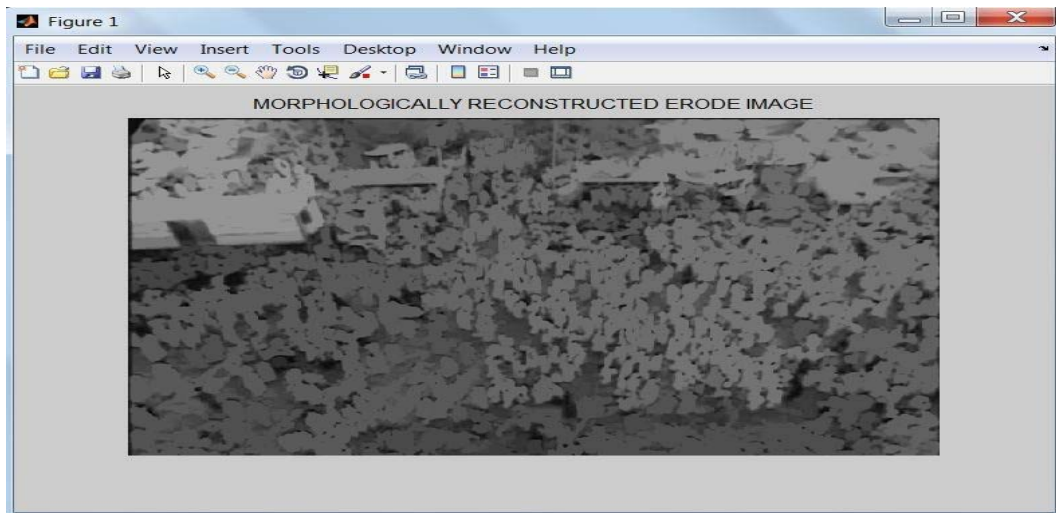 Figure 1
File Edit View Insert Tools Desktop Window Help
MORPHOLOGICALLY RECONSTRUCTED ERODE IMAGE